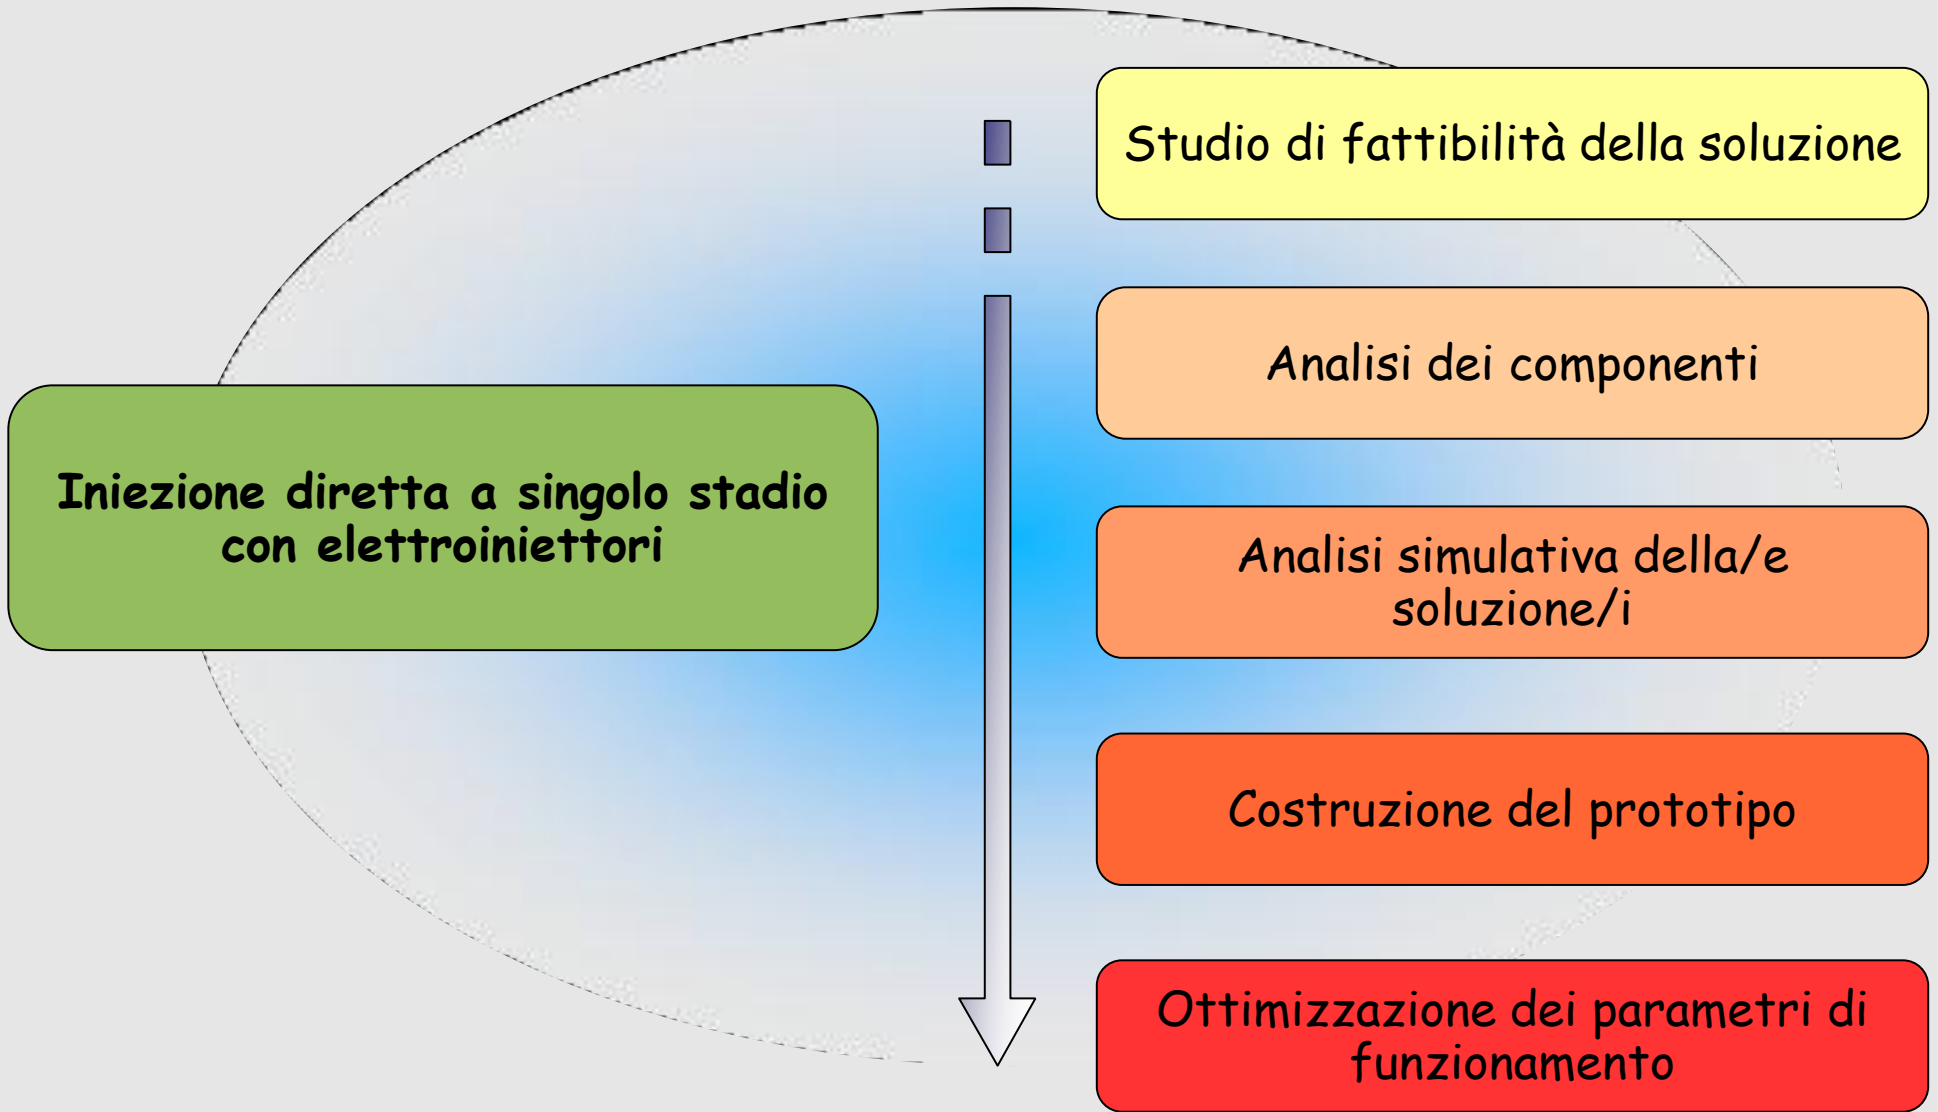 Studio di fattibilità della soluzione
Analisi dei componenti
Iniezione diretta a singolo stadio
con elettroiniettori
Analisi simulativa della/e
soluzione/i
Costruzione del prototipo
Ottimizzazione dei parametri di
funzionamento